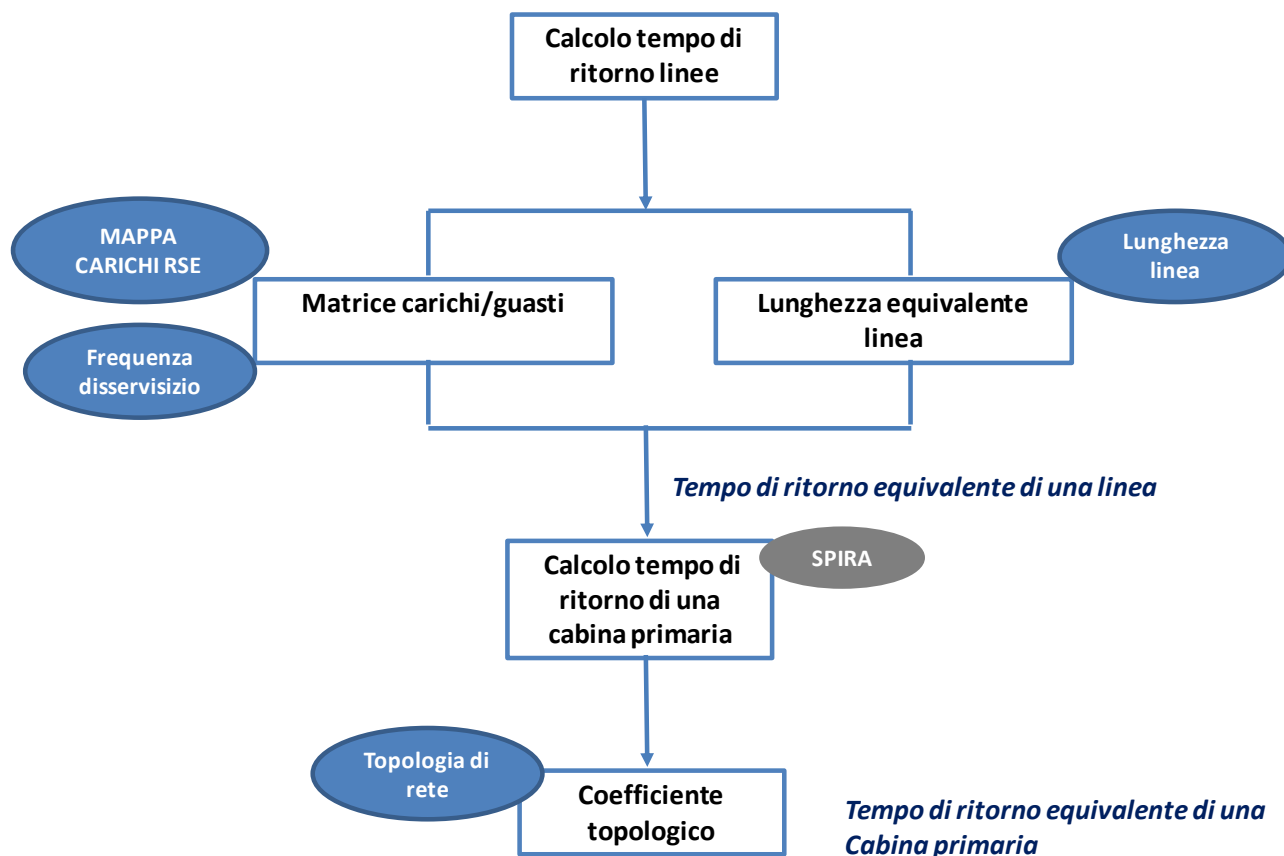 Calcolo tempo di
ritorno linee
MAPPA
CARICHI RSE
Lunghezza
linea
Matrice carichi/guasti
Lunghezza equivalente
linea
Frequenza
disservisizio
Tempo di ritorno equivalente di una linea
Calcolo tempo di
ritorno di una
cabina primaria
SPIRA
Topologia di
rete
Coefficiente
topologico
Tempo di ritorno equivalente di una
Cabina primaria